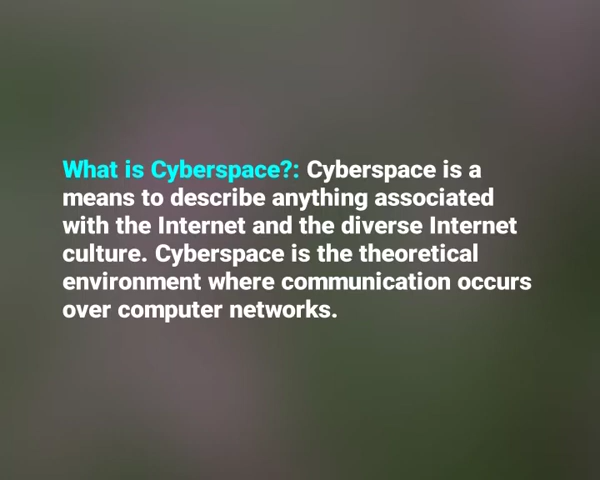 What is Cyberspace?: Cyberspace is a
means to describe anything associated
with the Internet and the diverse Internet
culture. Cyberspace is the theoretical
environment where communication occurs
over computer networks.